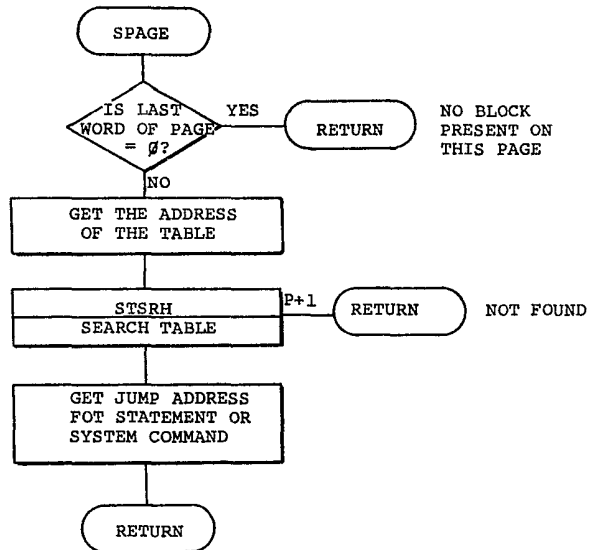 SPAGE
IS LAST
WORD OF PAGE
= Ø?
YES
RETURN
NO BLOCK
PRESENT ON
THIS PAGE
NO
GET THE ADDRESS
OF THE TABLE
STSRH
SEARCH TABLE
P+1
RETURN
NOT FOUND
GET JUMP ADDRESS
FOT STATEMENT OR
SYSTEM COMMAND
RETURN